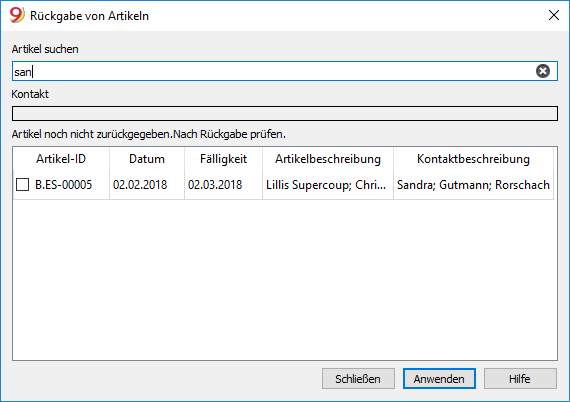 9 Rückgabe von Artikeln
Artikel suchen
san
Kontakt
Artikel noch nicht zurückgegeben.Nach Rückgabe prüfen.
Artikel-ID Datum Fälligkeit Artikelbeschreibung Kontaktbeschreibung
B.ES-00005 02.02.2018 02.03.2018 Lillis Supercoup; Chri... Sandra; Gutmann; Rorschach
Schließen Anwenden Hilfe